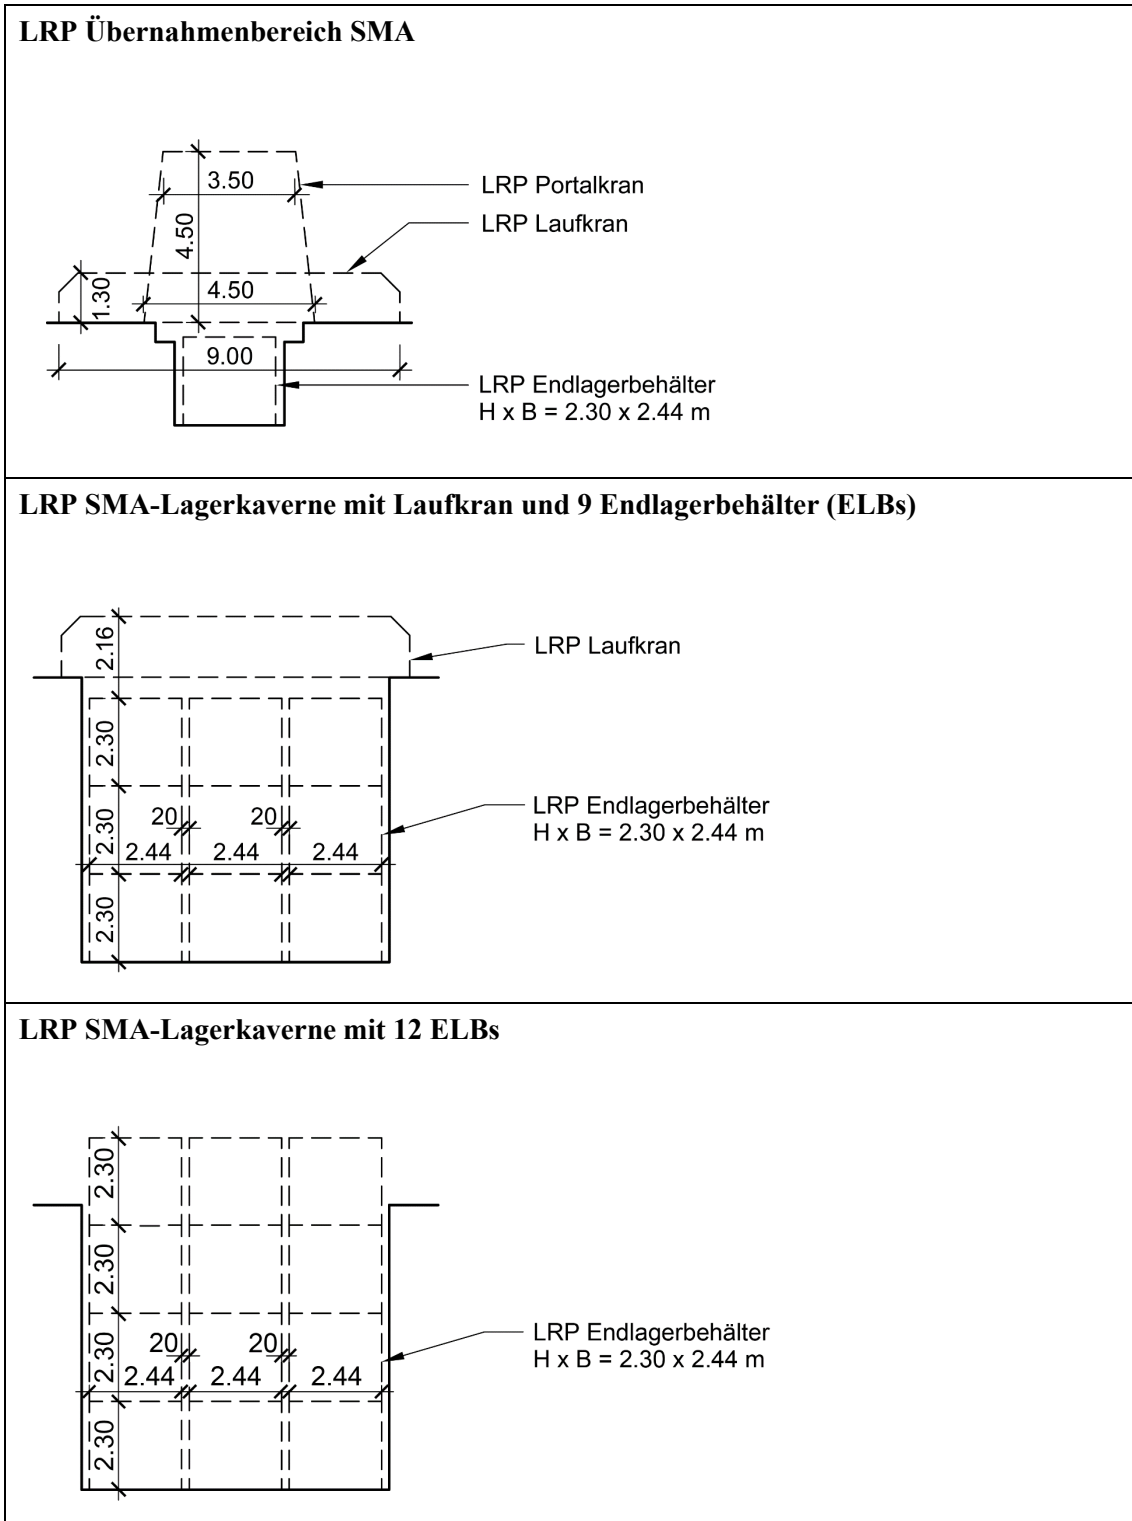 LRP Übernahmenbereich SMA
3.50
LRP Portalkran
LRP Laufkran
4.50
1.30
4.50
9.00
LRP Endlagerbehälter
H x B = 2.30 x 2.44 m
LRP SMA-Lagerkaverne mit Laufkran und 9 Endlagerbehälter (ELBs)
2.16
LRP Laufkran
2.30
20 20
LRP Endlagerbehälter
H x B = 2.30 x 2.44 m
2.30
2.44 2.44 2.44
2.30
LRP SMA-Lagerkaverne mit 12 ELBs
2.30
2.30
20 20
LRP Endlagerbehälter
H x B = 2.30 x 2.44 m
2.30
2.44 2.44 2.44
2.30